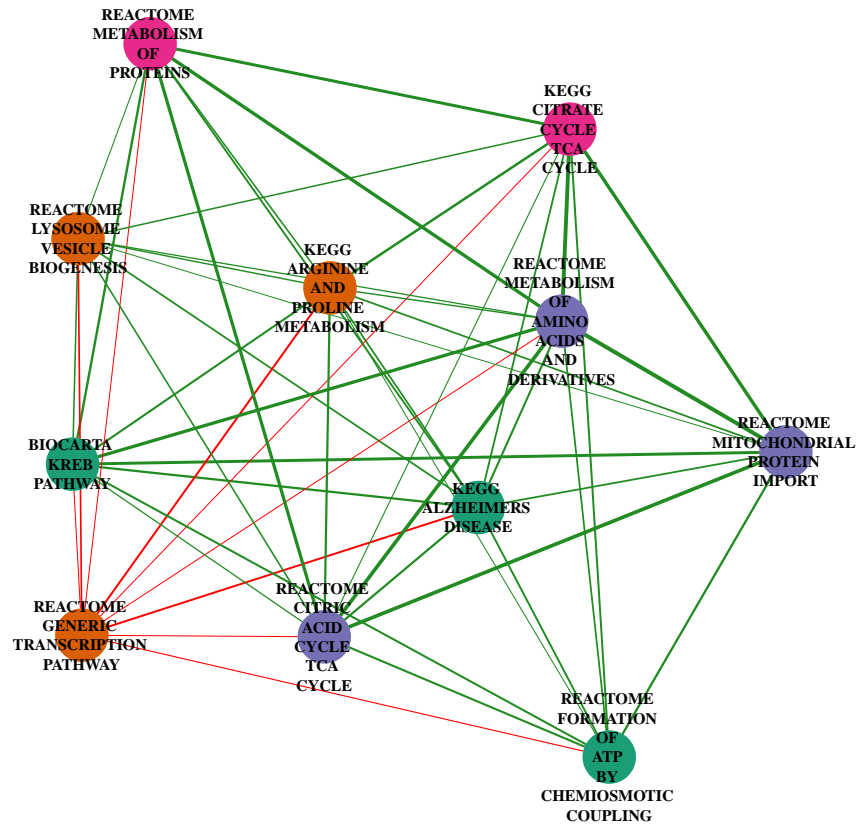 REACTOME
METABOLISM
OF
PROTEINS
KEGG
CITRATE
CYCLE
TCA
CYCLE
REACTOME
LYSOSOME
VESICLE
BIOGENESIS
KEGG
ARGININE
AND
PROLINE
METABOLISM
REACTOME
METABOLISM
OF
AMINO
ACIDS
AND
DERIVATIVES
BIOCARTA
KREB
PATHWAY
REACTOME
MITOCHONDRIAL
PROTEIN
IMPORT
KEGG
ALZHEIMERS
DISEASE
REACTOME
GENERIC
TRANSCRIPTION
PATHWAY
REACTOME
CITRIC
ACID
CYCLE
TCA
CYCLE
REACTOME
FORMATION
OF
ATP
BY
CHEMIOSMOTIC
COUPLING